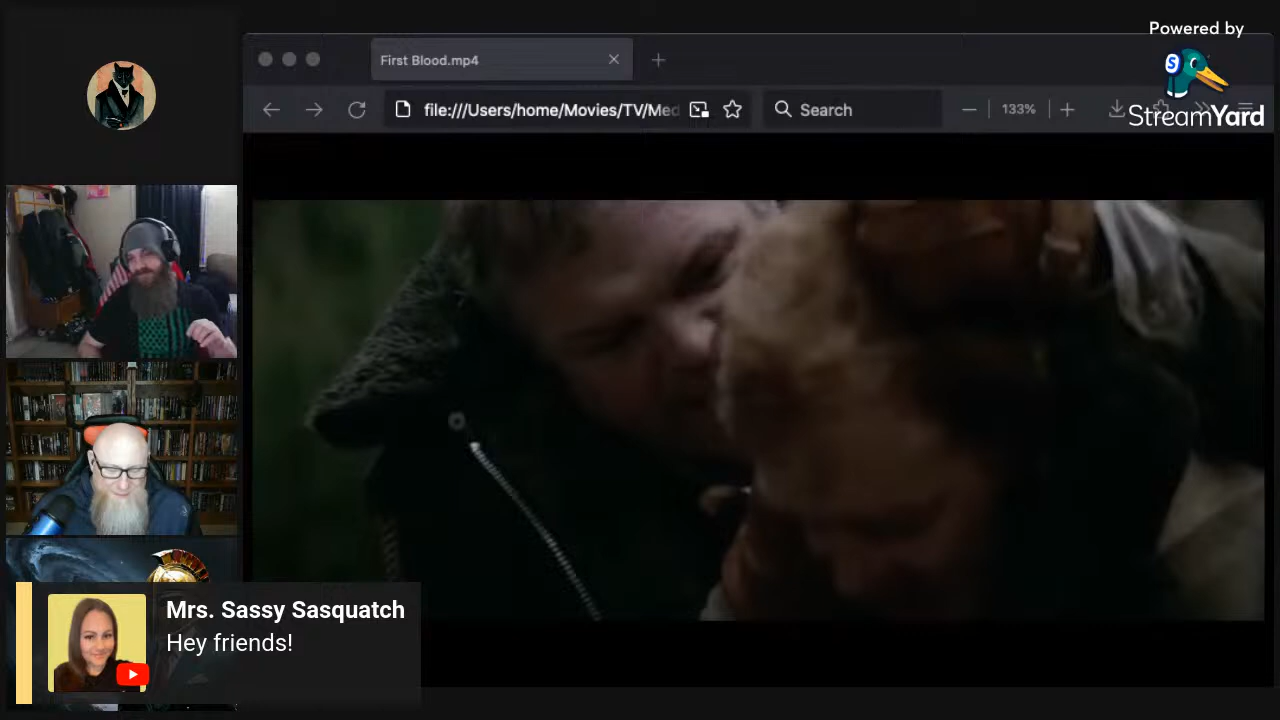 Powered by
StreamYard
First Blood.mp4
file:///Users/home/Movies/TV/Med
Search
133%
Mrs. Sassy Sasquatch
Hey friends!